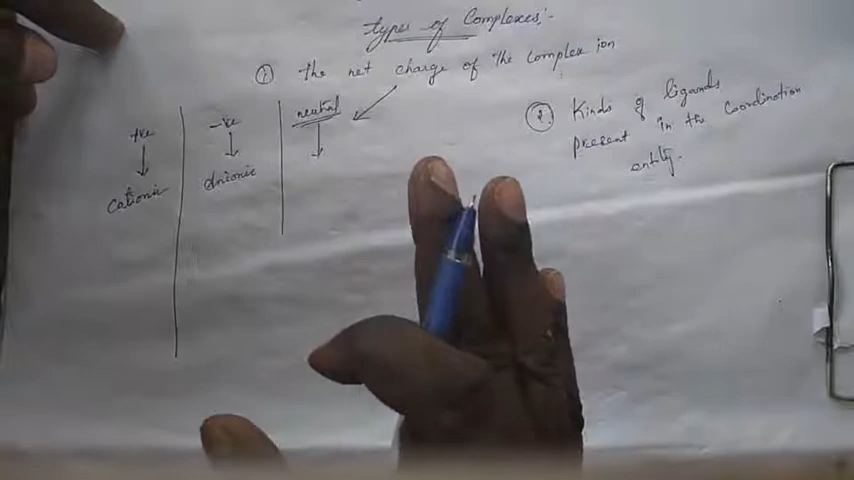 types of Complexes:-
① The net charge of The Complex ion
+ve
-ve
neutral
Cationic
Anionic
② Kinds of ligands
present in the Coordination
entity.